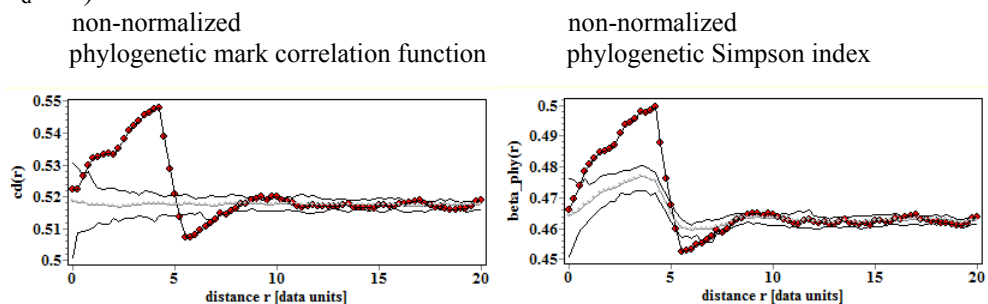 non-normalized
phylogenetic mark correlation function
non-normalized
phylogenetic Simpson index
0.55
0.54
0.53
0.52
0.51
0.5
cd(r)
0 5 10 15 20
distance r [data units]
0.5
0.49
0.48
0.47
0.46
0.45
beta_phy(r)
0 5 10 15 20
distance r [data units]